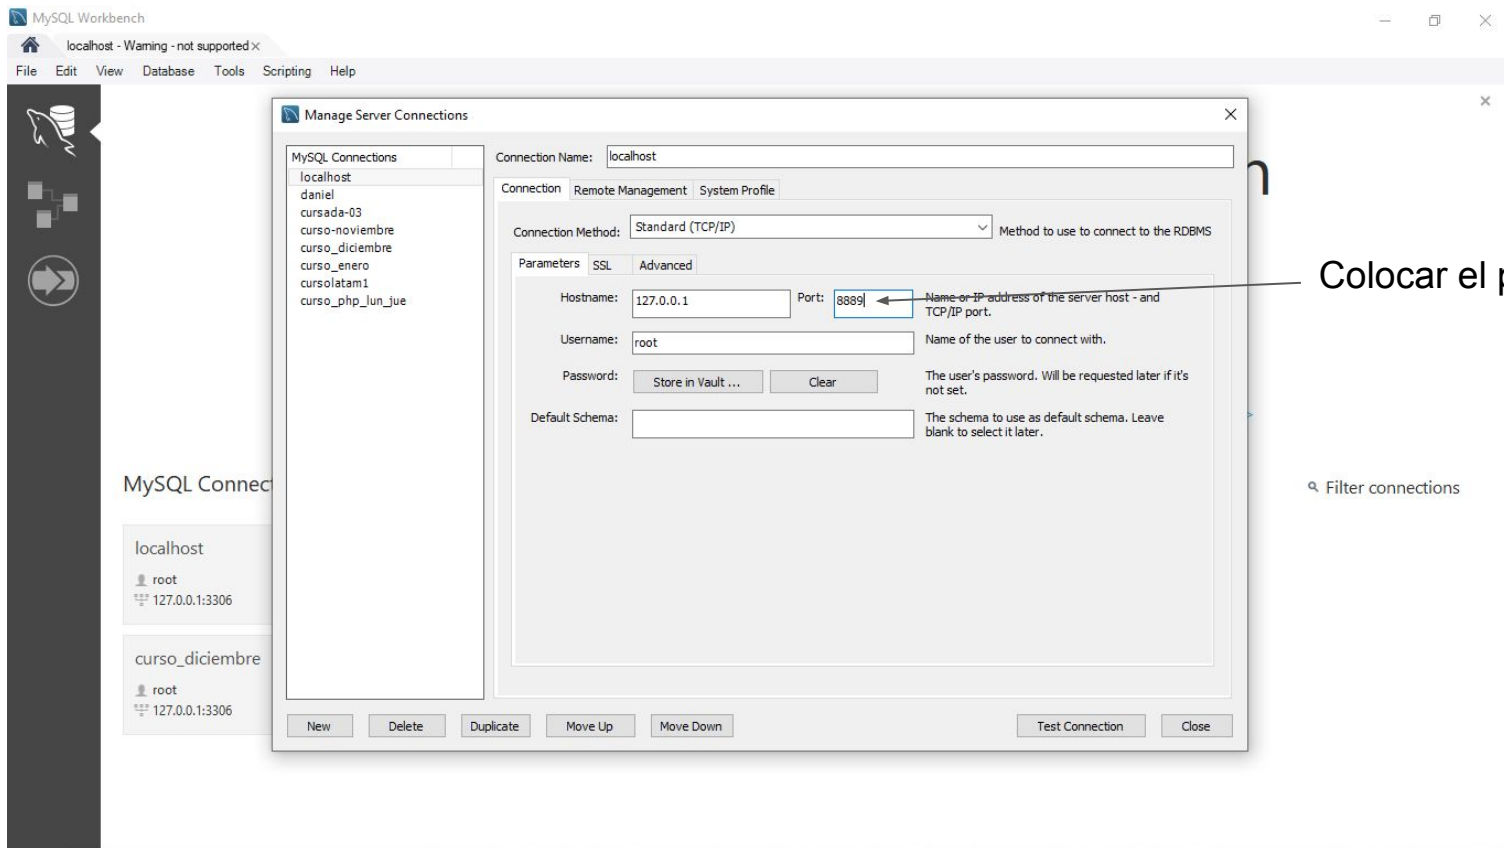 MySQL Workbench
localhost - Warning - not supported
File Edit View Database Tools Scripting Help
Manage Server Connections
MySQL Connections
localhost
daniel
cursada-03
curso-noviembre
curso_diciembre
curso_enero
cursolatam1
curso_php_lun_jue
Connection Name: localhost
Connection Remote Management System Profile
Connection Method: Standard (TCP/IP) Method to use to connect to the RDBMS
Parameters SSL Advanced
Hostname: 127.0.0.1 Port: 8889 Name or IP address of the server host - and
TCP/IP port.
Username: root Name of the user to connect with.
Password: Store in Vault ... Clear The user's password. Will be requested later if it's
not set.
Default Schema: The schema to use as default schema. Leave
blank to select it later.
New Delete Duplicate Move Up Move Down Test Connection Close
Colocar el
MySQL Connect
Filter connections
localhost
root
127.0.0.1:3306
curso_diciembre
root
127.0.0.1:3306